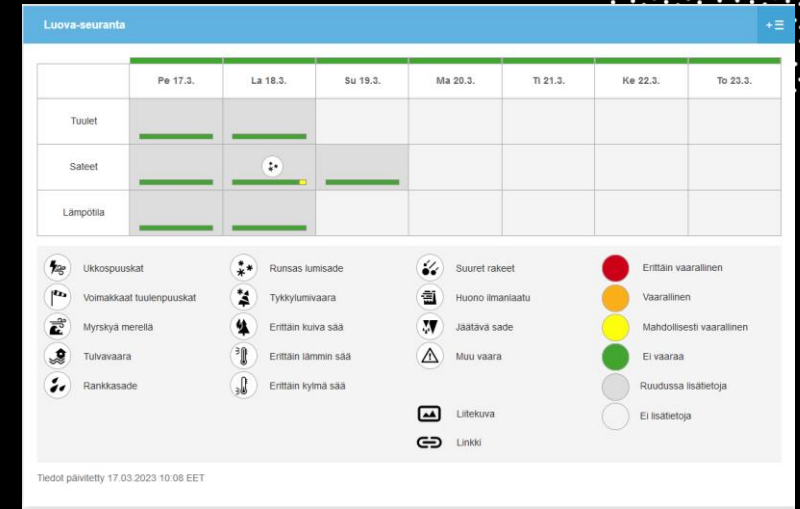 Luova-seuranta
Pe 17.3. La 18.3. Su 19.3. Ma 20.3. Ti 21.3. Ke 22.3. To 23.3.
Tuulet
Sateet
Lämpötila
Ukkospuuskat Runsas lumisade Suuret rakeet Erittäin vaarallinen
Voimakkaat tuulenpuuskat Tykkylumivaara Huono ilmanlaatu Vaarallinen
Myrskyä merellä Erittäin kuiva sää Jäätävä sade Mahdollisesti vaarallinen
Tulvavaara Erittäin lämmin sää Muu vaara Ei vaaraa
Rankkasade Erittäin kylmä sää Ruudussa lisätietoja
Liitekuva Ei lisätietoja
Linkki
Tiedot päivitetty 17.03.2023 10:08 EET